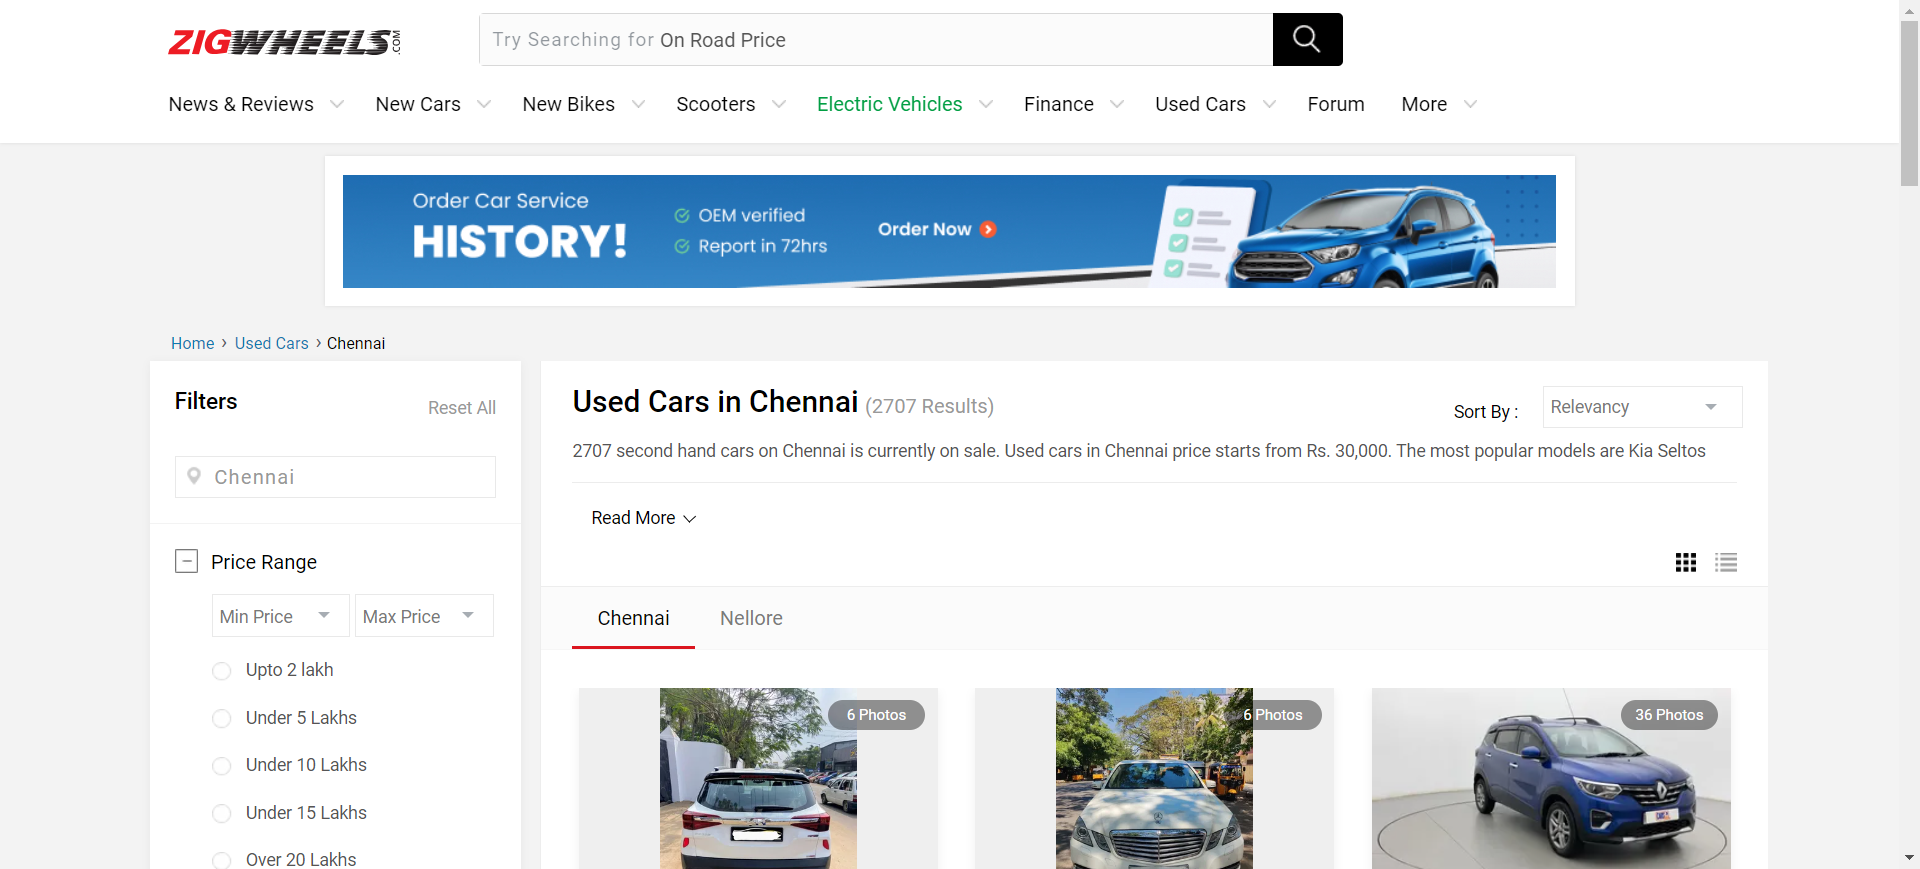 ZIGWHEELS.COM
Try Searching for On Road Price
News & Reviews New Cars New Bikes Scooters Electric Vehicles Finance Used Cars Forum More
Order Car Service
HISTORY!
OEM verified
Report in 72hrs
Order Now
Home › Used Cars › Chennai
Filters
Reset All
Chennai
Price Range
Min Price Max Price
Upto 2 lakh
Under 5 Lakhs
Under 10 Lakhs
Under 15 Lakhs
Over 20 Lakhs
Used Cars in Chennai (2707 Results)
Sort By : Relevancy
2707 second hand cars on Chennai is currently on sale. Used cars in Chennai price starts from Rs. 30,000. The most popular models are Kia Seltos
Read More
Chennai Nellore
6 Photos
6 Photos
36 Photos